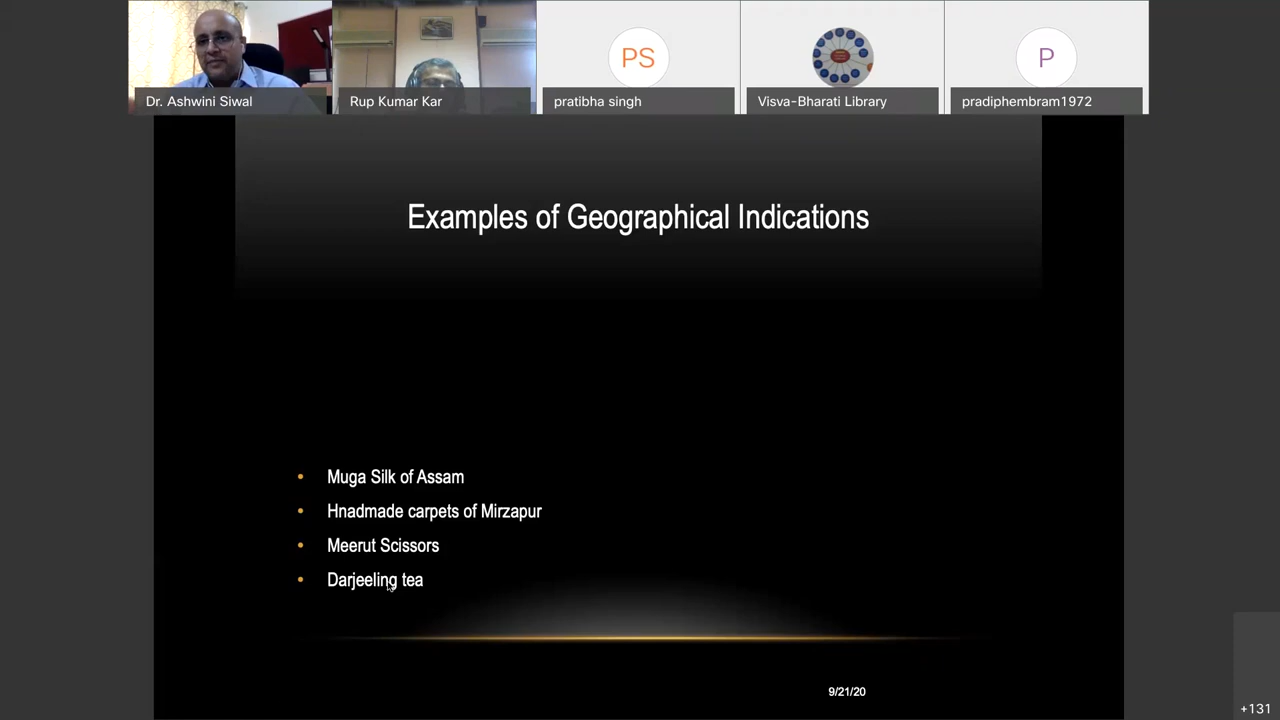 PS
P
Dr. Ashwini Siwal
Rup Kumar Kar
pratibha singh
Visva-Bharati Library
pradiphembram1972
Examples of Geographical Indications
• Muga Silk of Assam
• Hnadmade carpets of Mirzapur
• Meerut Scissors
• Darjeeling tea
9/21/20
+131